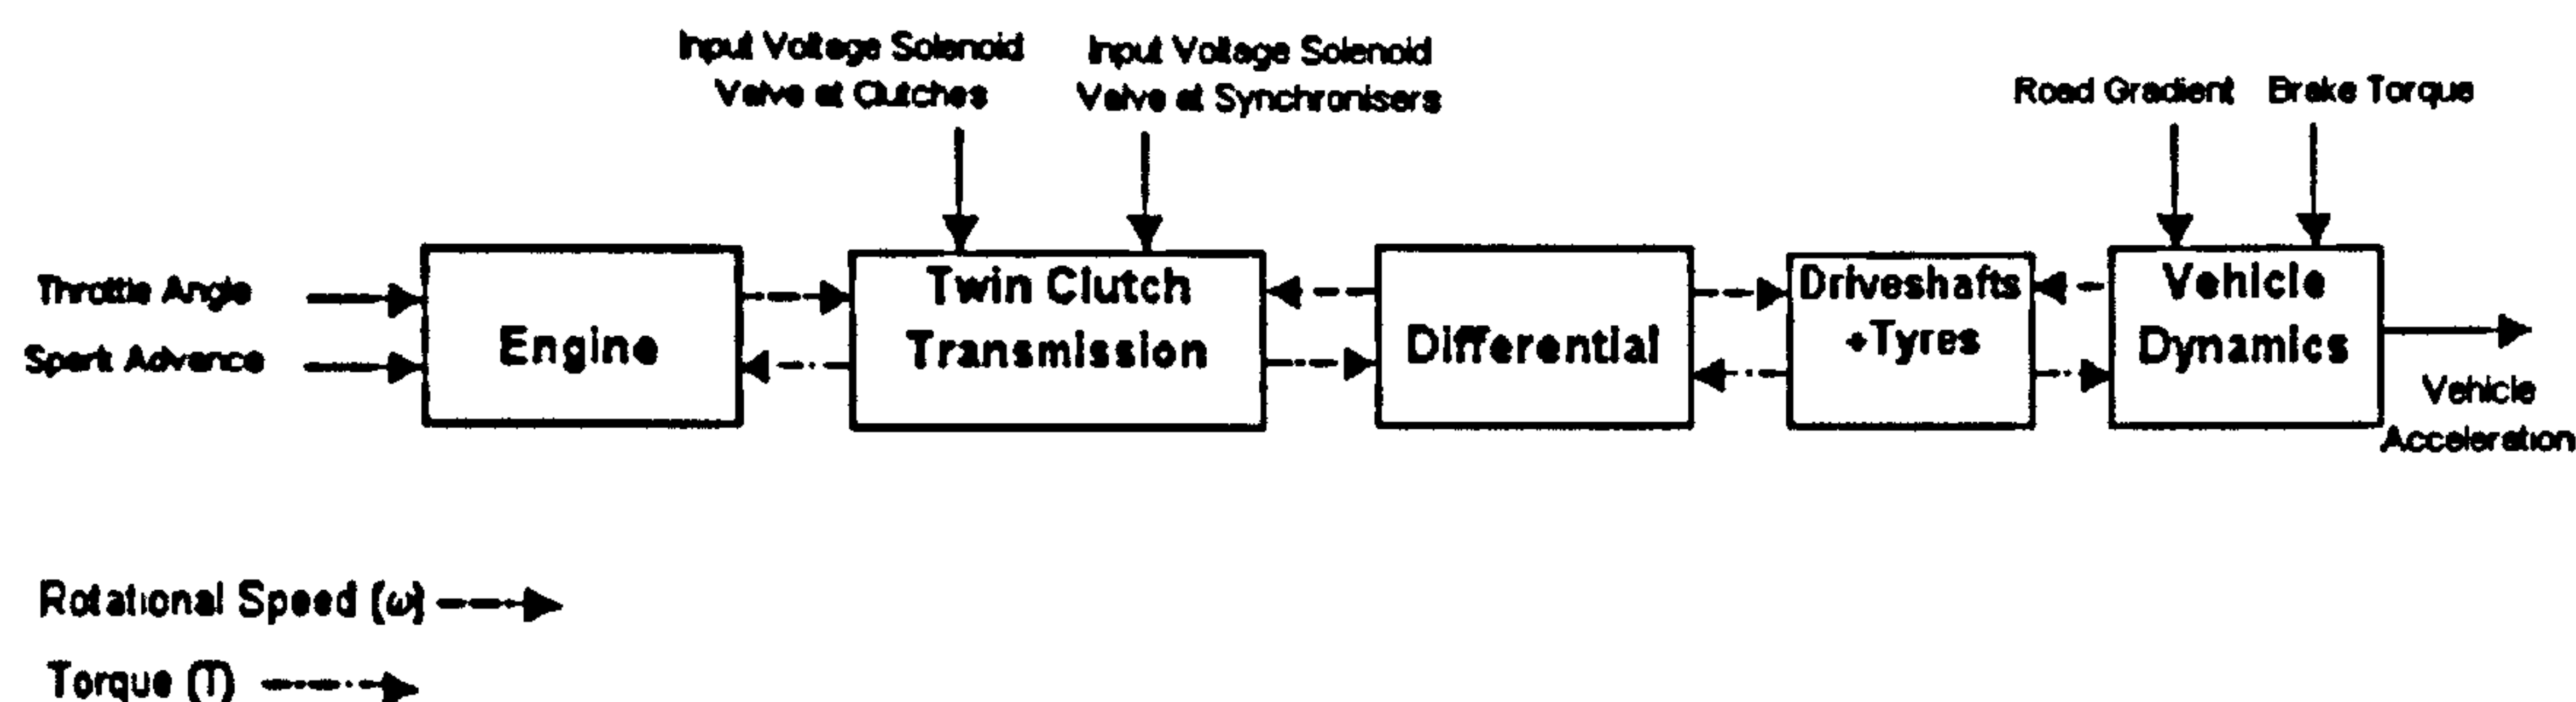 Input Voltage Solenoid
Valve at Clutches
Input Voltage Solenoid
Valve at Synchronisers
Road Gradient
Brake Torque
Throttle Angle
Spark Advance
Engine
Twin Clutch
Transmission
Differential
Driveshafts
+Tyres
Vehicle
Dynamics
Vehicle
Acceleration
Rotational Speed (ω)
Torque (T)